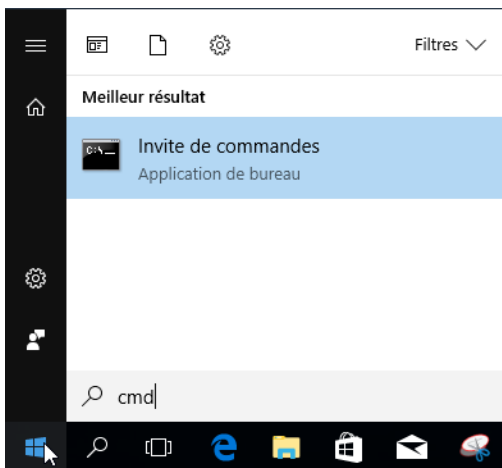 Filtres
Meilleur résultat
C:\_
Invite de commandes
Application de bureau
cmd